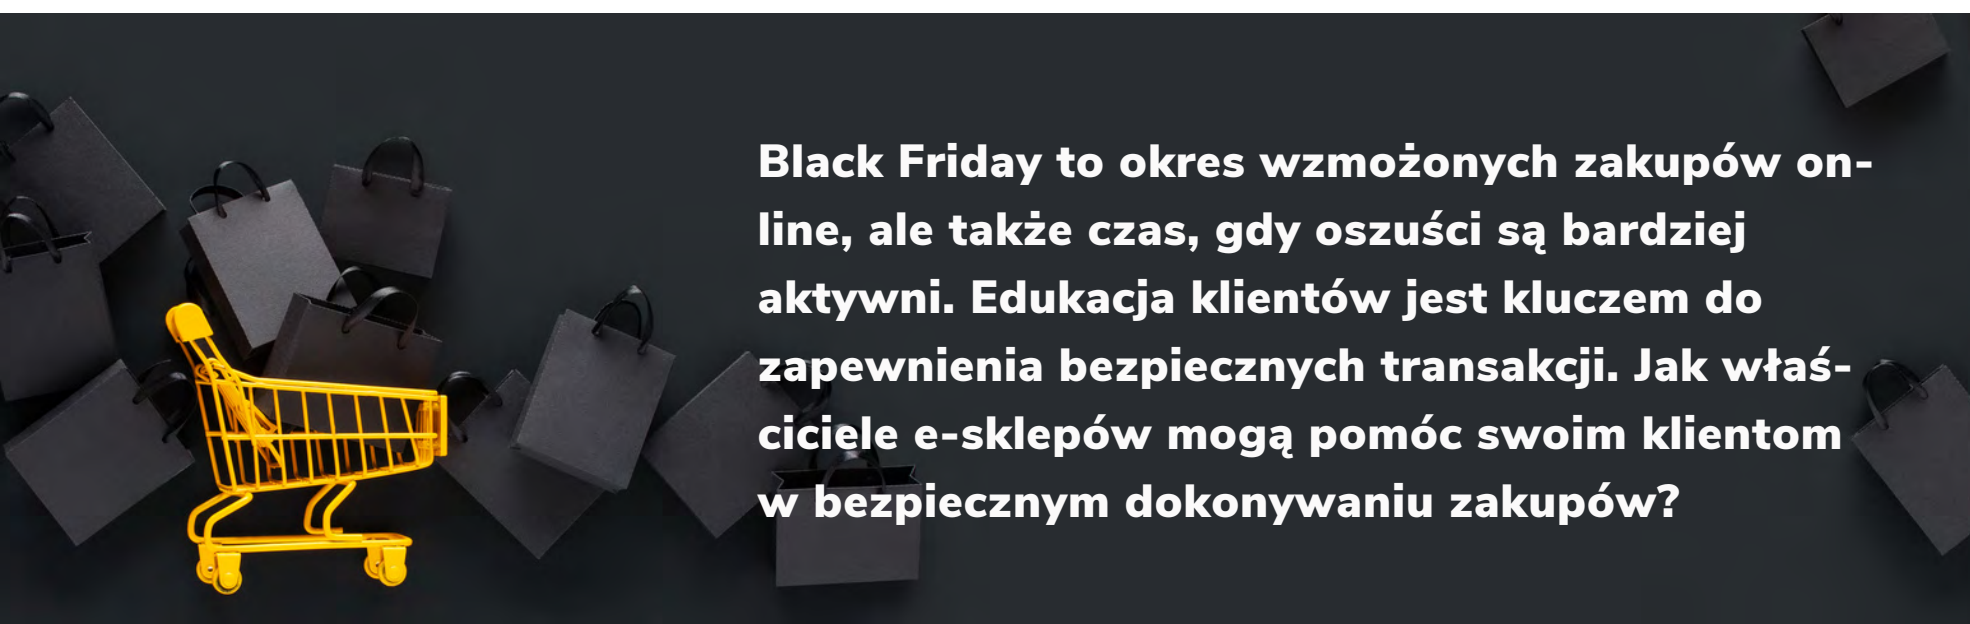 Black Friday to okres wzmożonych zakupów on-
line, ale także czas, gdy oszuści są bardziej
aktywni. Edukacja klientów jest kluczem do
zapewnienia bezpiecznych transakcji. Jak właś-
ciciele e-sklepów mogą pomóc swoim klientom
w bezpiecznym dokonywaniu zakupów?